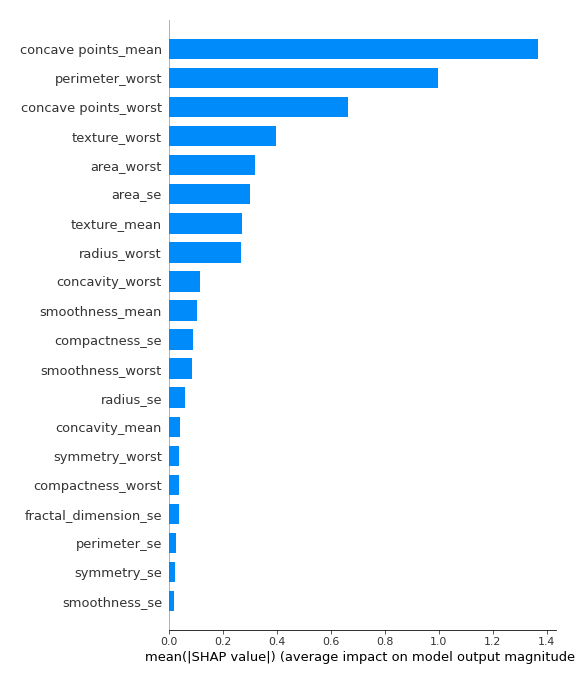 concave points_mean
perimeter_worst
concave points_worst
texture_worst
area_worst
area_se
texture_mean
radius_worst
concavity_worst
smoothness_mean
compactness_se
smoothness_worst
radius_se
concavity_mean
symmetry_worst
compactness_worst
fractal_dimension_se
perimeter_se
symmetry_se
smoothness_se
0.0 0.2 0.4 0.6 0.8 1.0 1.2 1.4
mean(|SHAP value|) (average impact on model output magnitude